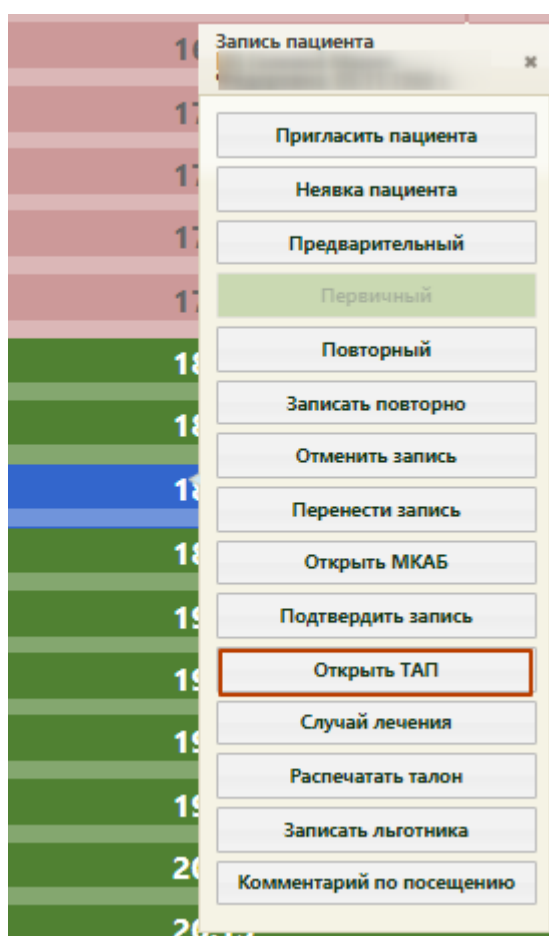 Запись пациента
Пригласить пациента
Неявка пациента
Предварительный
Первичный
Повторный
Записать повторно
Отменить запись
Перенести запись
Открыть МКАБ
Подтвердить запись
Открыть ТАП
Случай лечения
Распечатать талон
Записать льготника
Комментарий по посещению